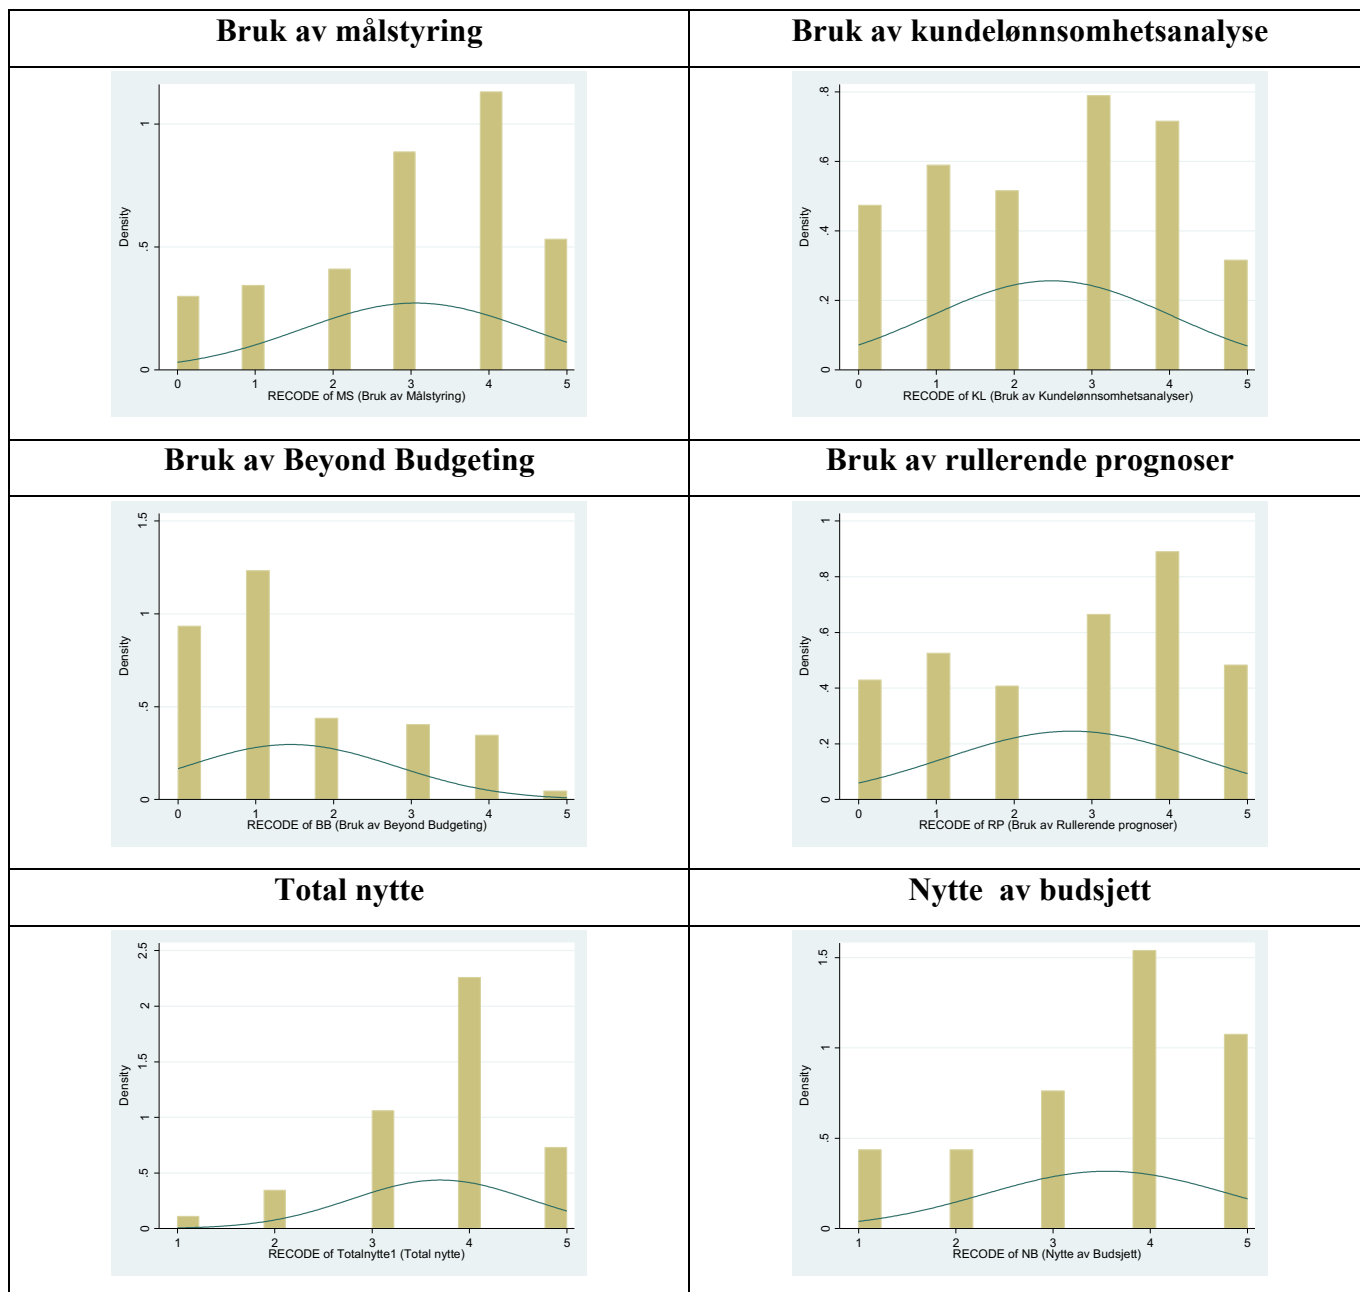 Bruk av målstyring
Bruk av kundelønnsomhetsanalyse
Density
0
.5
1
0 1 2 3 4 5
RECODE of MS (Bruk av Målstyring)
Density
0
.2
.4
.6
.8
0 1 2 3 4 5
RECODE of KL (Bruk av Kundelønnsomhetsanalyser)
Bruk av Beyond Budgeting
Bruk av rullerende prognoser
Density
0
.5
1
1.5
0 1 2 3 4 5
RECODE of BB (Bruk av Beyond Budgeting)
Density
0
.2
.4
.6
.8
1
0 1 2 3 4 5
RECODE of RP (Bruk av Rullerende prognoser)
Total nytte
Nytte av budsjett
Density
0
.5
1
1.5
2
2.5
1 2 3 4 5
RECODE of Totalnytte1 (Total nytte)
Density
0
.5
1
1.5
1 2 3 4 5
RECODE of NB (Nytte av Budsjett)